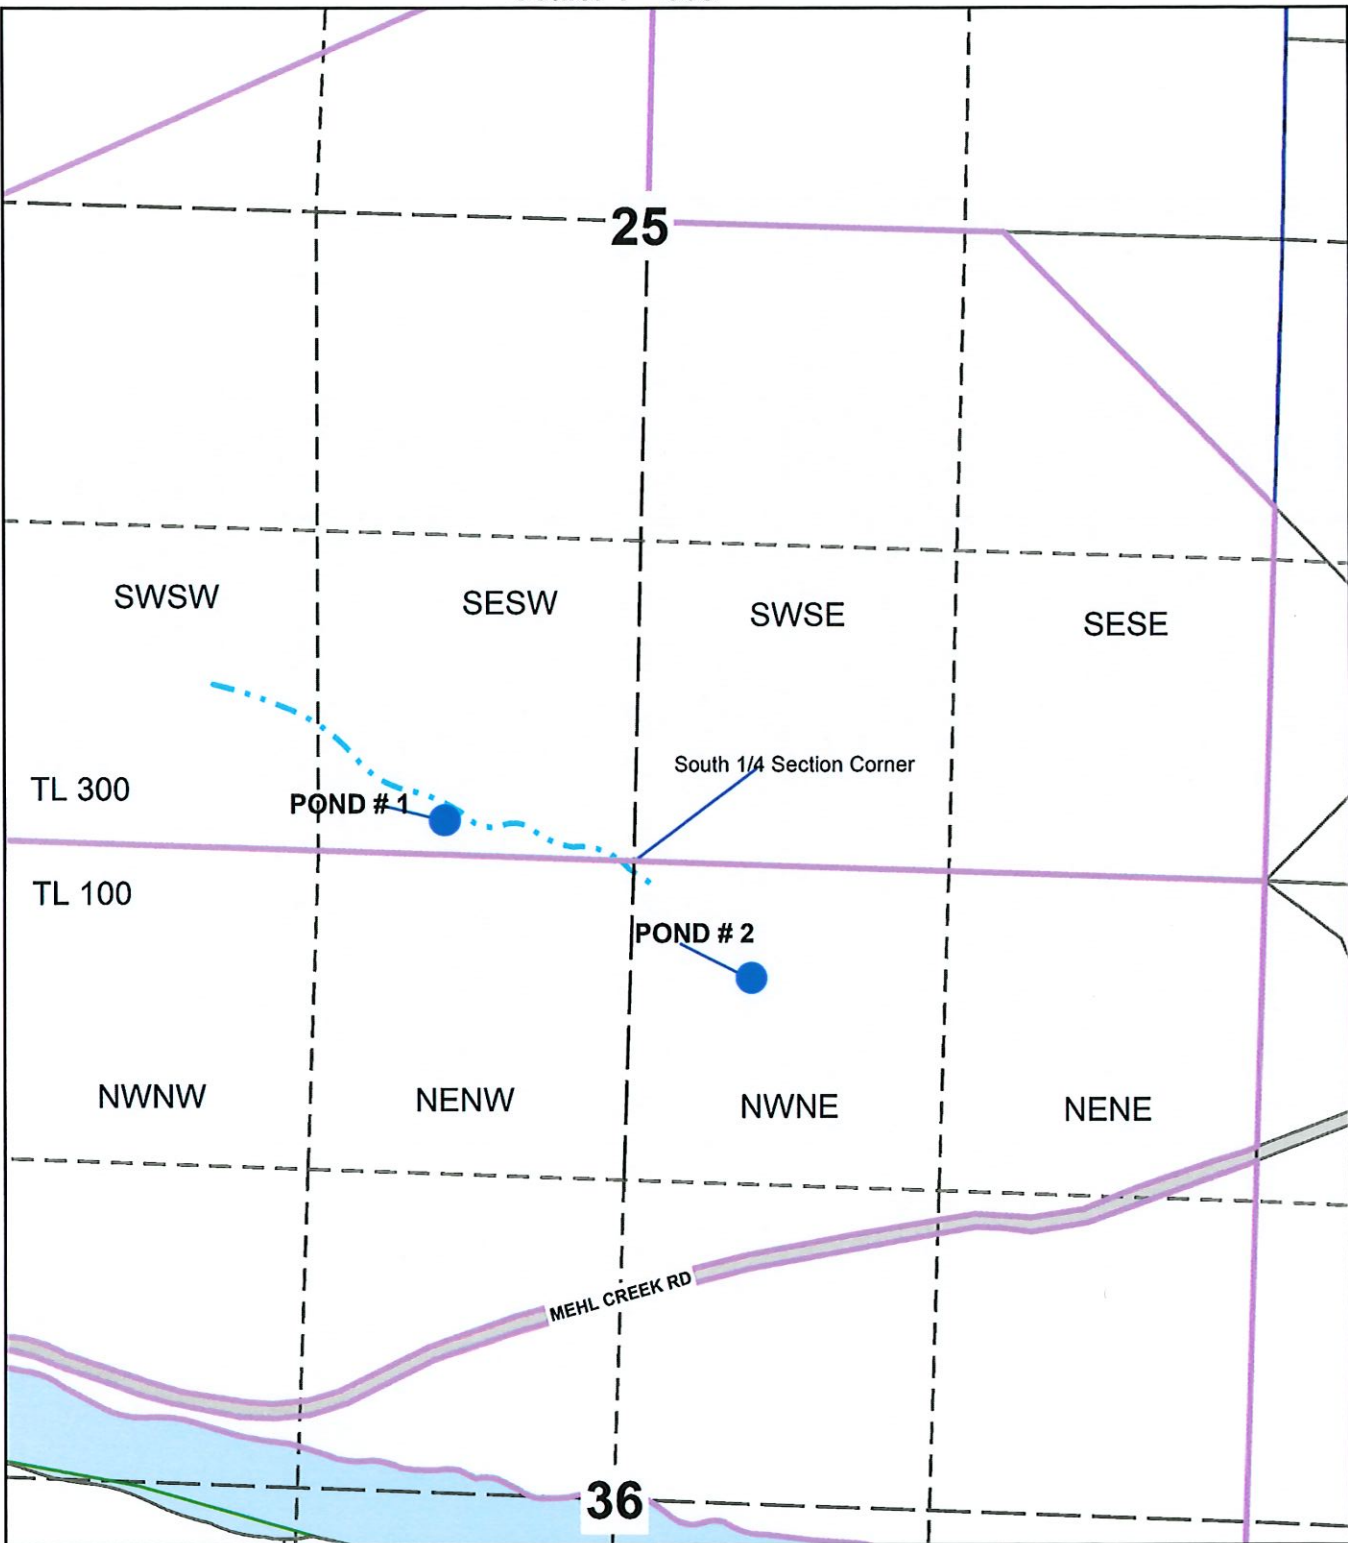 25
SWSW
SESW
SWSE
SESE
South 1/4 Section Corner
TL 300
POND # 1
TL 100
POND # 2
NWNW
NENW
NWNE
NENE
MEHL CREEK RD
36